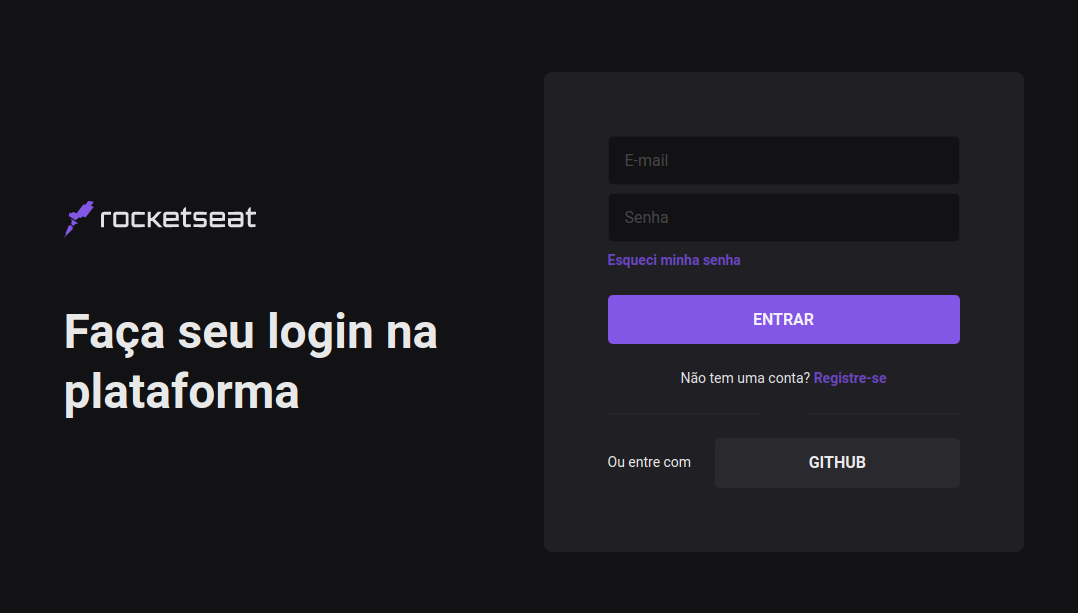 rocketseat
Faça seu login na
plataforma
E-mail
Senha
Esqueci minha senha
ENTRAR
Não tem uma conta? Registre-se
Ou entre com
GITHUB